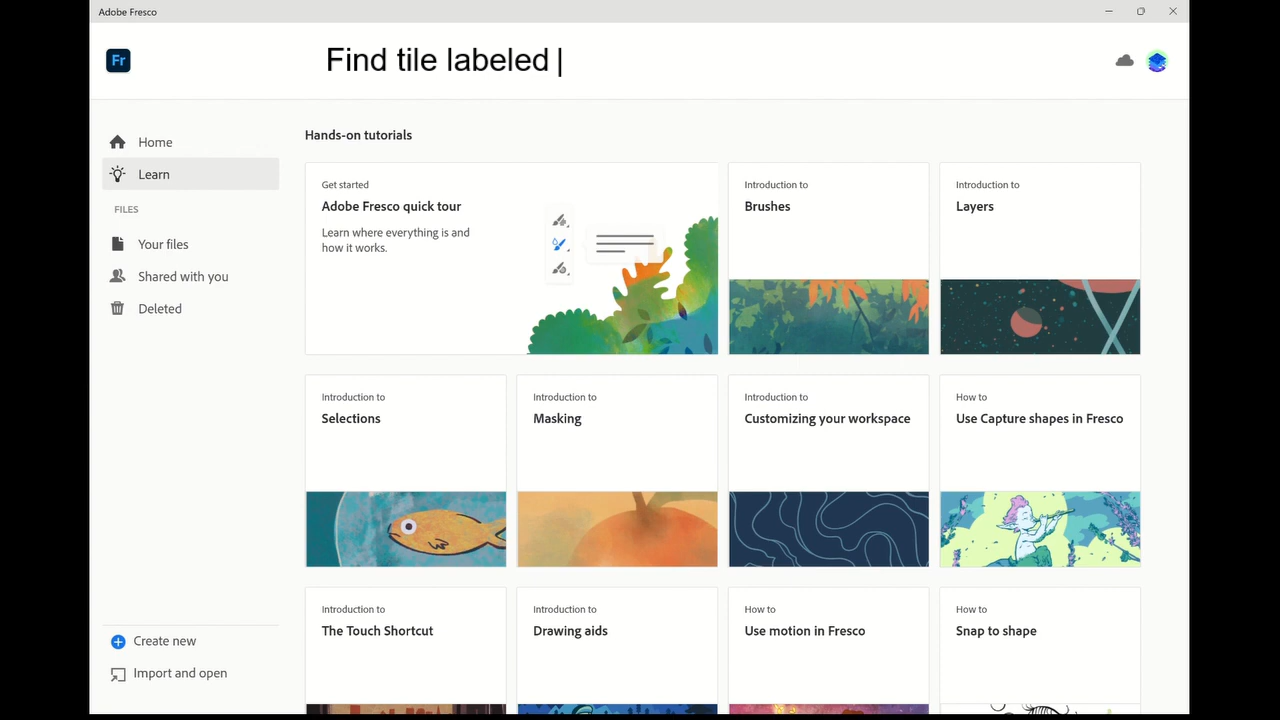 Adobe Fresco
Fr
Find tile labeled
Home
Learn
FILES
Your files
Shared with you
Deleted
Create new
Import and open
Hands-on tutorials
Get started
Adobe Fresco quick tour
Learn where everything is and
how it works.
Introduction to
Brushes
Introduction to
Layers
Introduction to
Selections
Introduction to
Masking
Introduction to
Customizing your workspace
How to
Use Capture shapes in Fresco
Introduction to
The Touch Shortcut
Introduction to
Drawing aids
How to
Use motion in Fresco
How to
Snap to shape